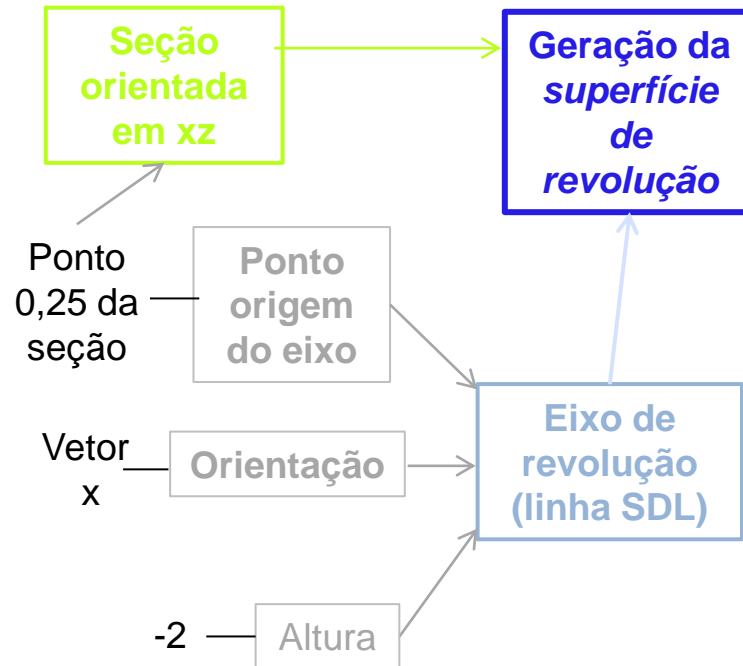 Seção
orientada
em xz
Geração da
superfície
de
revolução
Ponto
0,25 da
seção
Ponto
origem
do eixo
Vetor
x
Orientação
Eixo de
revolução
(linha SDL)
-2
Altura